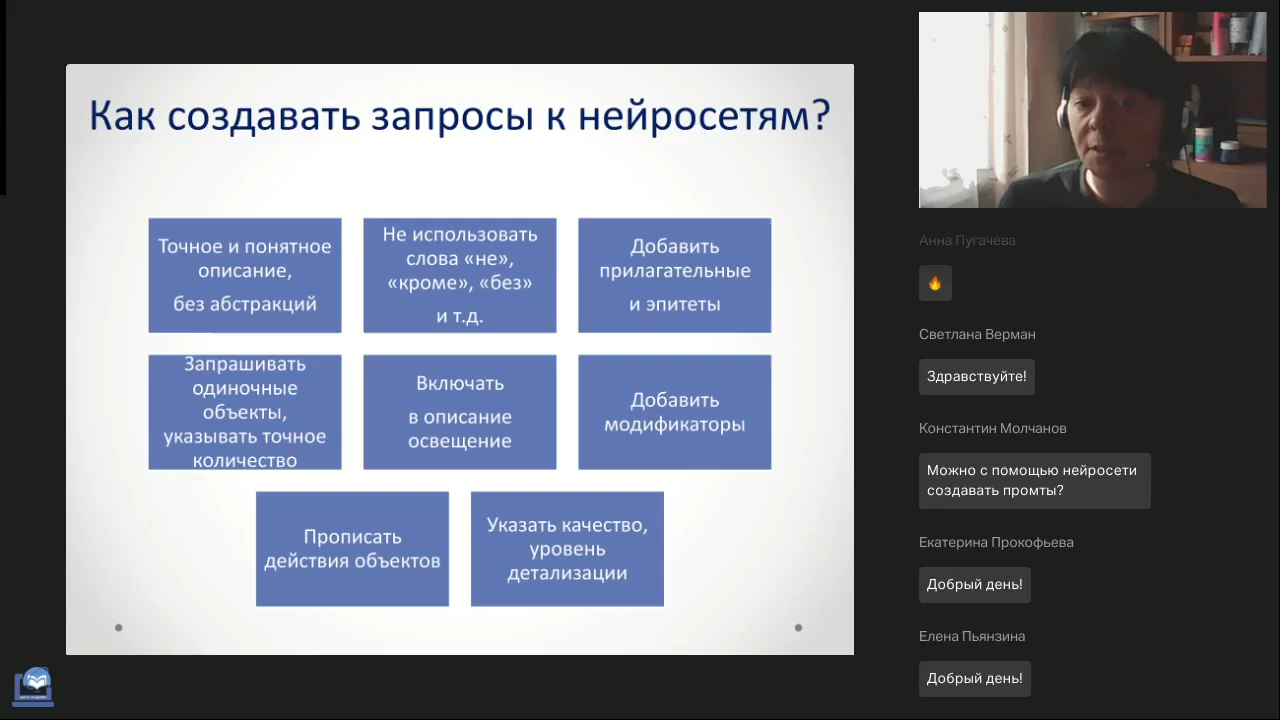 Как создавать запросы к нейросетям?
Точное и понятное
описание,
без абстракций
Не использовать
слова «не»,
«кроме», «без»
и т.д.
Добавить
прилагательные
и эпитеты
Запрашивать
одиночные
объекты,
указывать точное
количество
Включать
в описание
освещение
Добавить
модификаторы
Прописать
действия объектов
Указать качество,
уровень
детализации
Анна Пугачева
Светлана Верман
Здравствуйте!
Константин Молчанов
Можно с помощью нейросети
создавать промты?
Екатерина Прокофьева
Добрый день!
Елена Пьянзина
Добрый день!